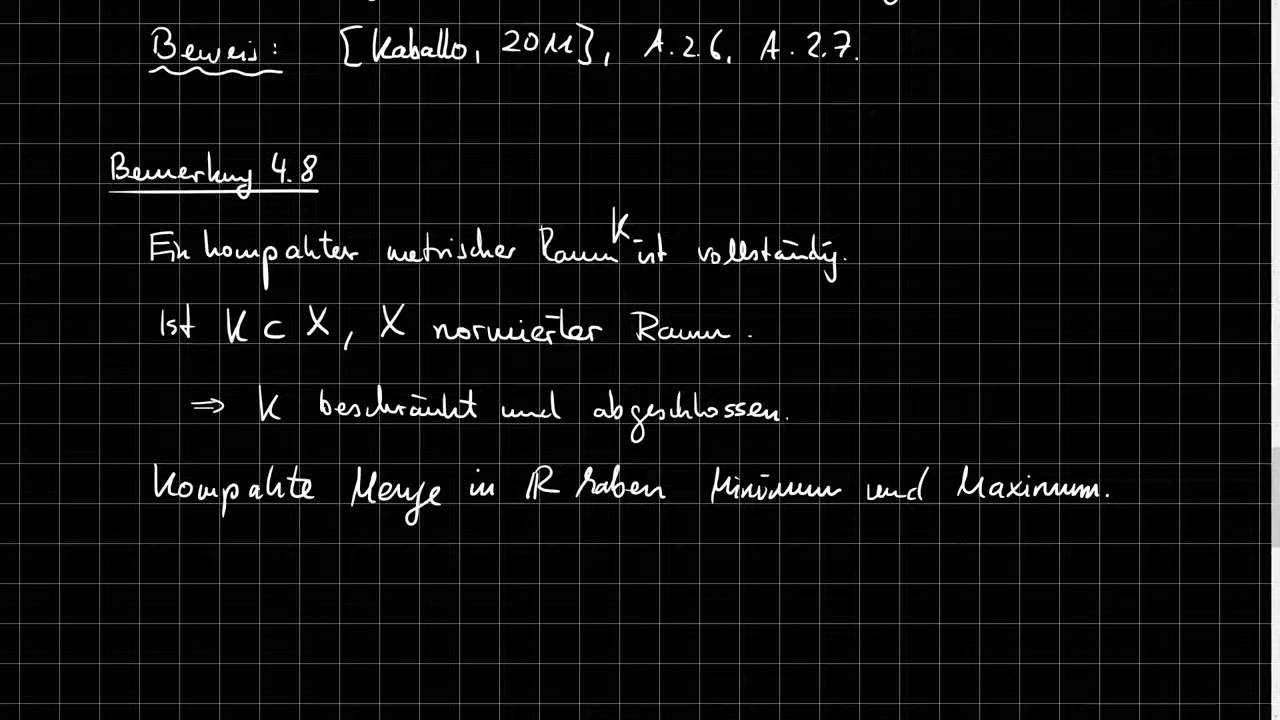 Beweis: [Kaballo, 2011], A.2.6, A.2.7.
Bemerkung 4.8
Ein kompakter metrischer Raum K ist vollständig.
Ist K ⊂ X, X normierter Raum.
⇒ K beschränkt und abgeschlossen.
Kompakte Menge in ℝ haben Minimum und Maximum.